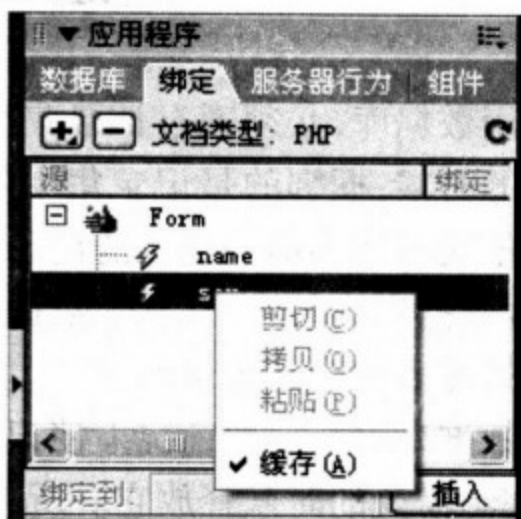 应用程序
数据库 绑定 服务器行为 组件
文档类型: PHP
源 绑定
Form
name
剪切(C)
拷贝(O)
粘贴(P)
缓存(A)
绑定到: 插入